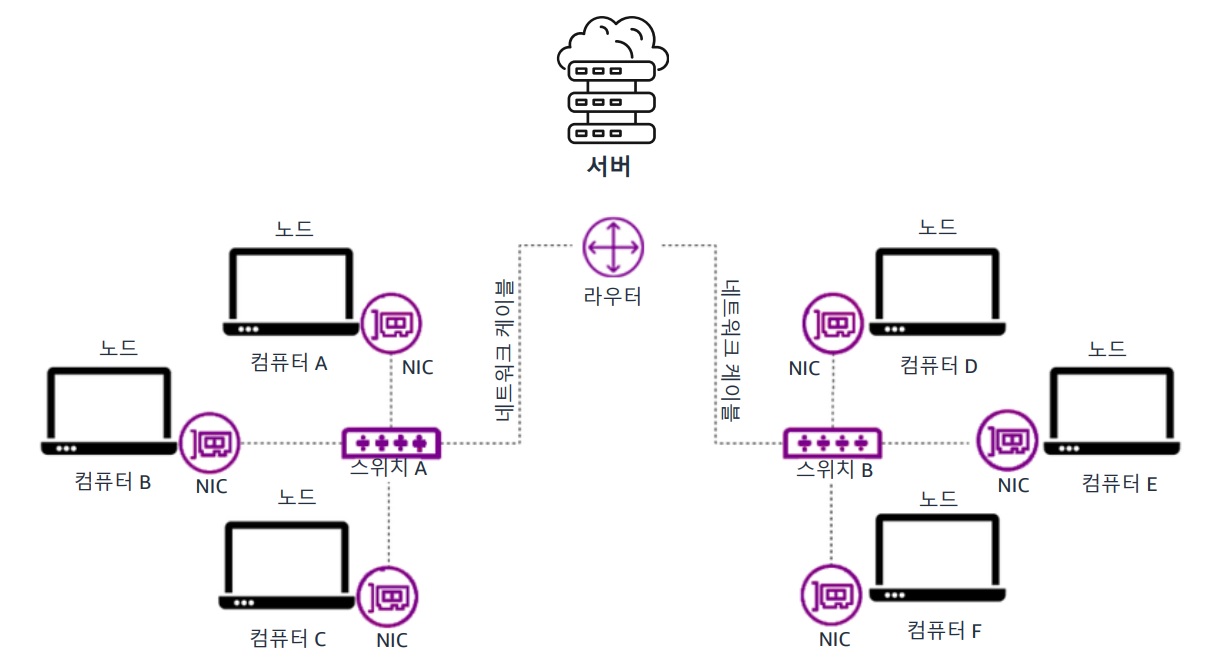 서버
노드
노드
라우터
컴퓨터 A
NIC
네트워크 케이블
네트워크 케이블
NIC
컴퓨터 D
노드
노드
스위치 A
스위치 B
컴퓨터 B
NIC
NIC
컴퓨터 E
노드
노드
컴퓨터 C
NIC
NIC
컴퓨터 F